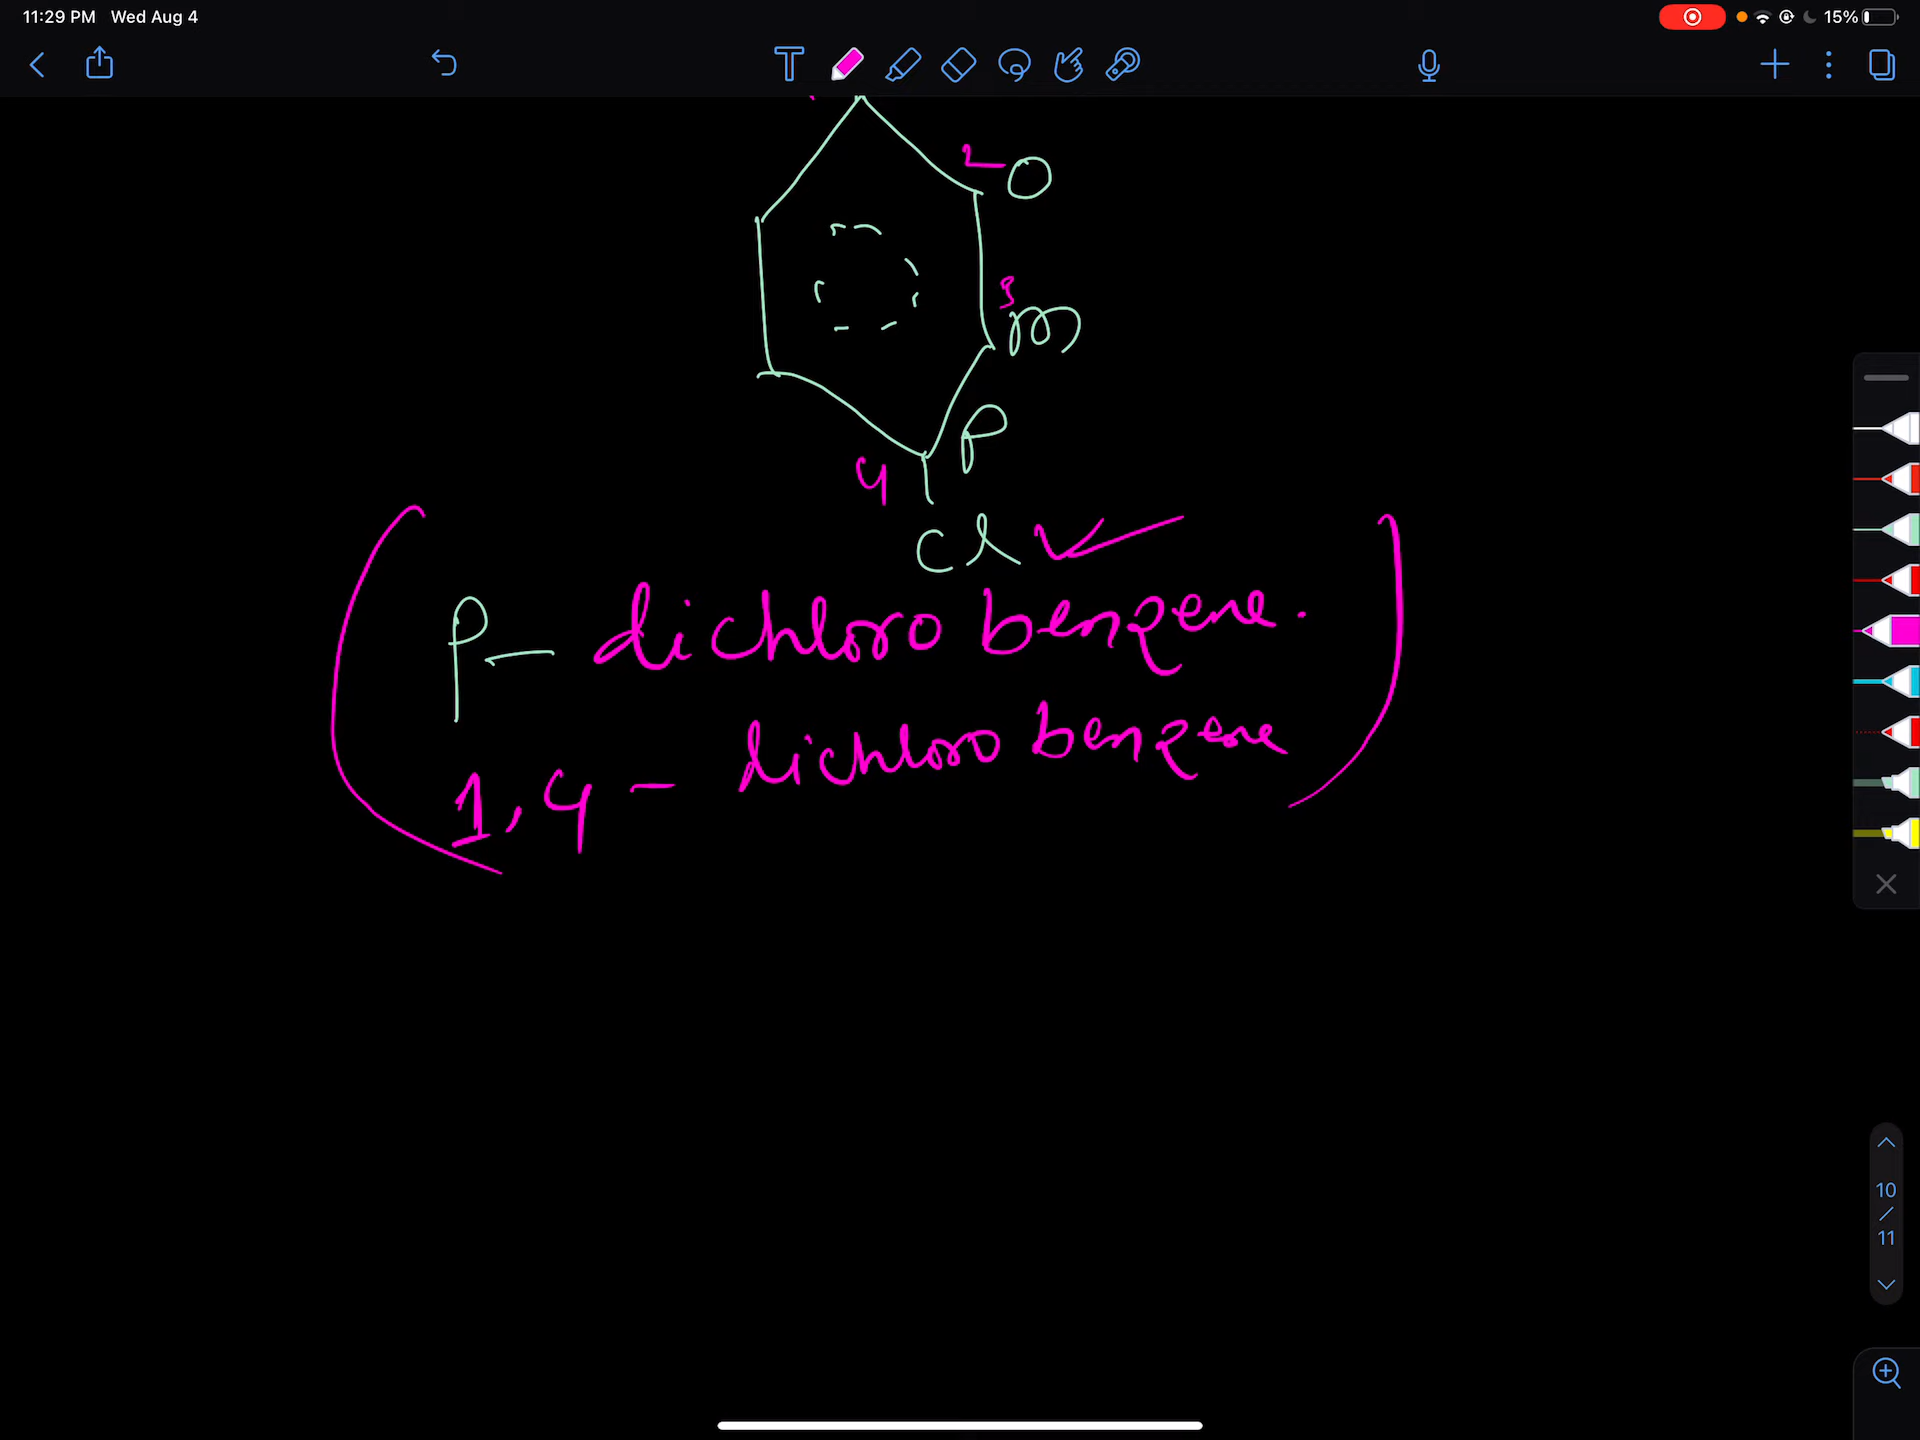 11:29 PM Wed Aug 4
15%
T
2 O
3
m
P
4
Cl
P- dichloro benzene.
1,4 - dichloro benzene
10
/
11